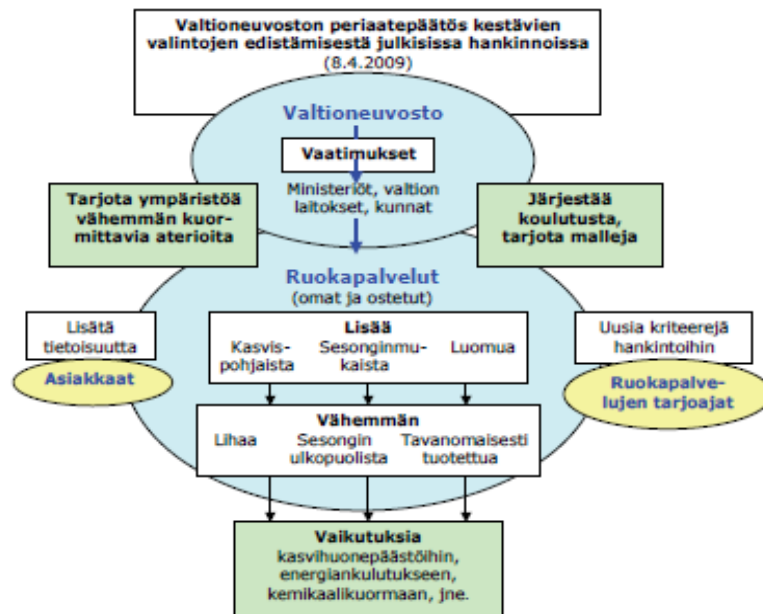 Valtioneuvoston periaatepäätös kestävien
valintojen edistämisestä julkisissa hankinnoissa
(8.4.2009)
Valtioneuvosto
Vaatimukset
Ministeriöt, valtion
laitokset, kunnat
Tarjota ympäristöä
vähemmän kuor-
mittavia aterioita
Järjestää
koulutusta,
tarjota malleja
Ruokapalvelut
(omat ja ostetut)
Lisätä
tietoisuutta
Asiakkaat
Uusia kriteerejä
hankintoihin
Ruokapalve-
lujen tarjoajat
Lisää
Kasvis-
pohjaista
Sesonginmu-
kaista
Luomua
Vähemmän
Lihaa
Sesongin
ulkopuolista
Tavanomaisesti
tuotettua
Vaikutuksia
kasvihuonepäästöihin,
energiankulutukseen,
kemikaalikuormaan, jne.